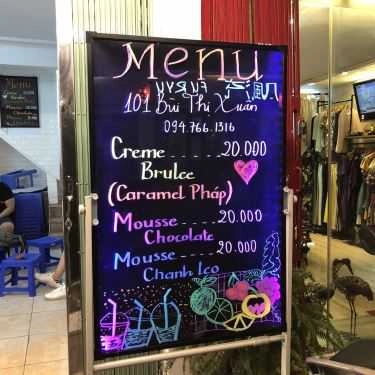 Menu
101 Bùi Thị Xuân
094.766.1316
Creme ...... 20.000
Brulee
(Caramel Pháp)
Mousse ...... 20.000
Chocolate
Mousse ...... 20.000
Chanh Leo
Menu